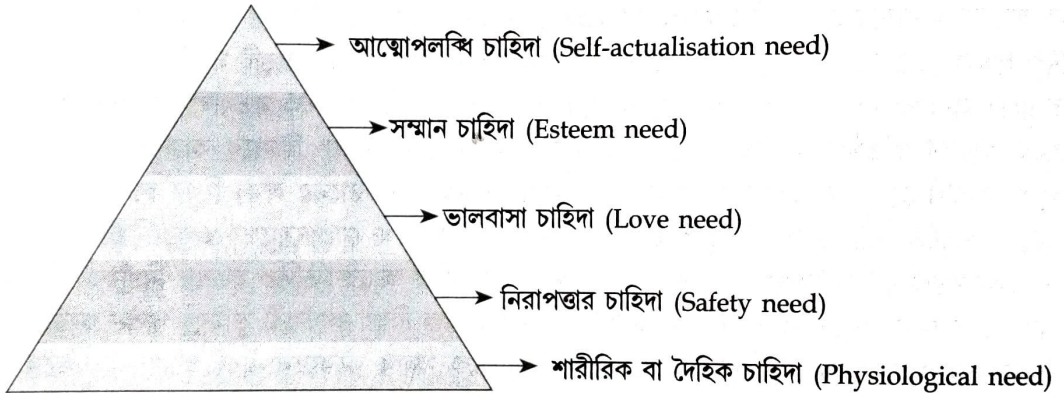 আত্মোপলব্ধি চাহিদা (Self-actualisation need)
সম্মান চাহিদা (Esteem need)
ভালবাসা চাহিদা (Love need)
নিরাপত্তার চাহিদা (Safety need)
শারীরিক বা দৈহিক চাহিদা (Physiological need)